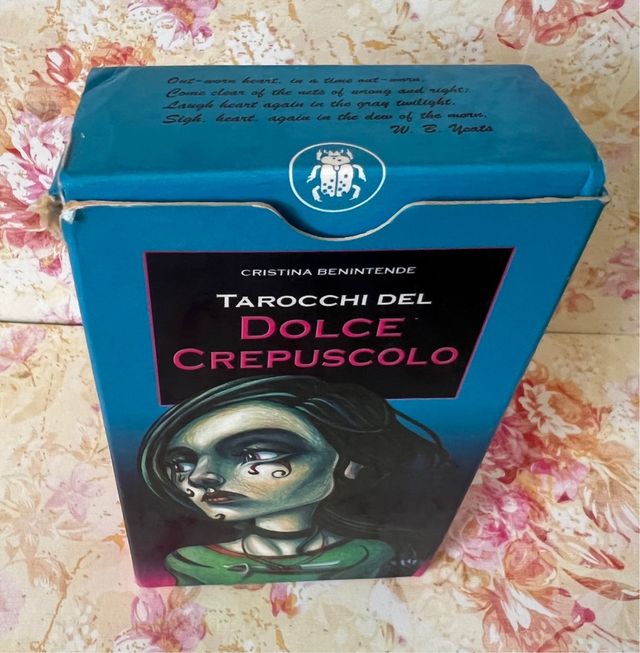 Out-worn heart, in a time out-worn,
Come clear of the nets of wrong and right;
Laugh heart again in the gray twilight,
Sigh, heart, again in the dew of the morn.
W. B. Yeats
CRISTINA BENINTENDE
TAROCCHI DEL
DOLCE
CREPUSCOLO